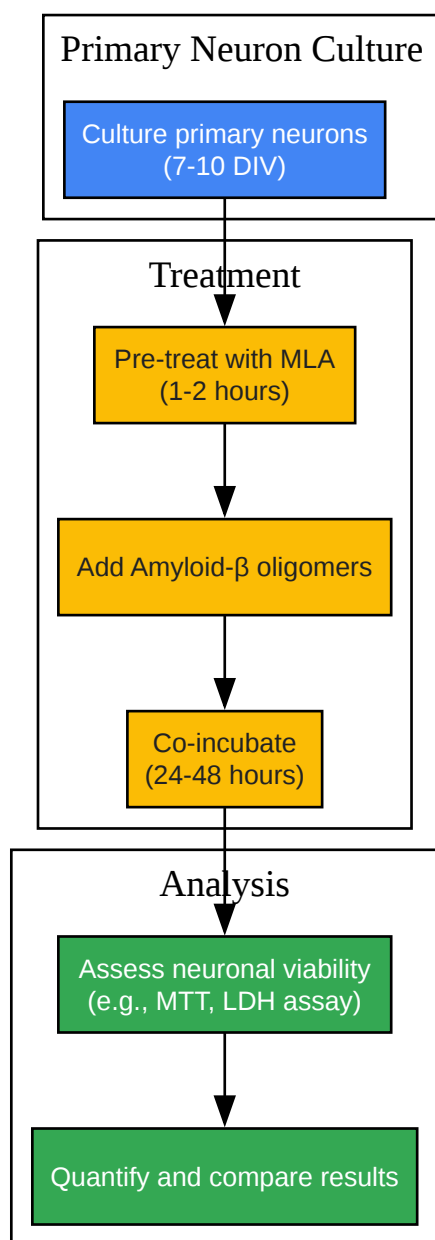 Primary Neuron Culture
Culture primary neurons
(7-10 DIV)
Treatment
Pre-treat with MLA
(1-2 hours)
Add Amyloid-β oligomers
Co-incubate
(24-48 hours)
Analysis
Assess neuronal viability
(e.g., MTT, LDH assay)
Quantify and compare results